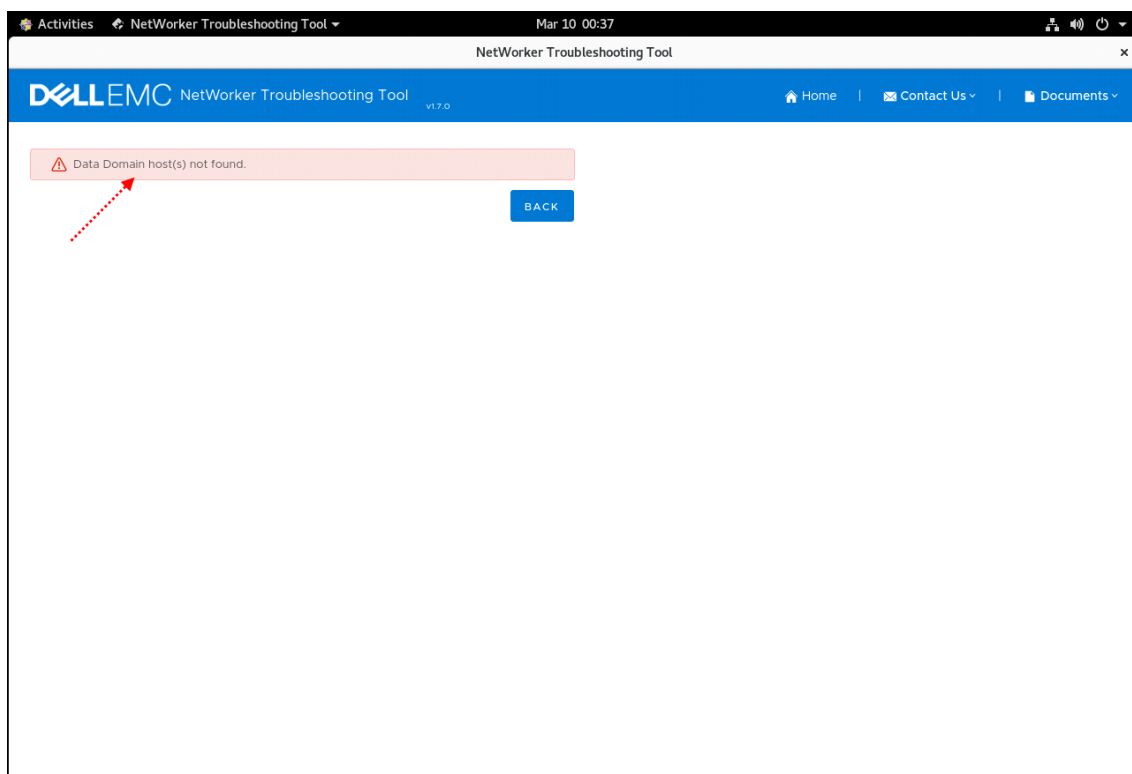 Activities NetWorker Troubleshooting Tool Mar 10 00:37
NetWorker Troubleshooting Tool x
DELLEMC NetWorker Troubleshooting Tool v1.7.0 Home | Contact Us | Documents
Data Domain host(s) not found.
BACK